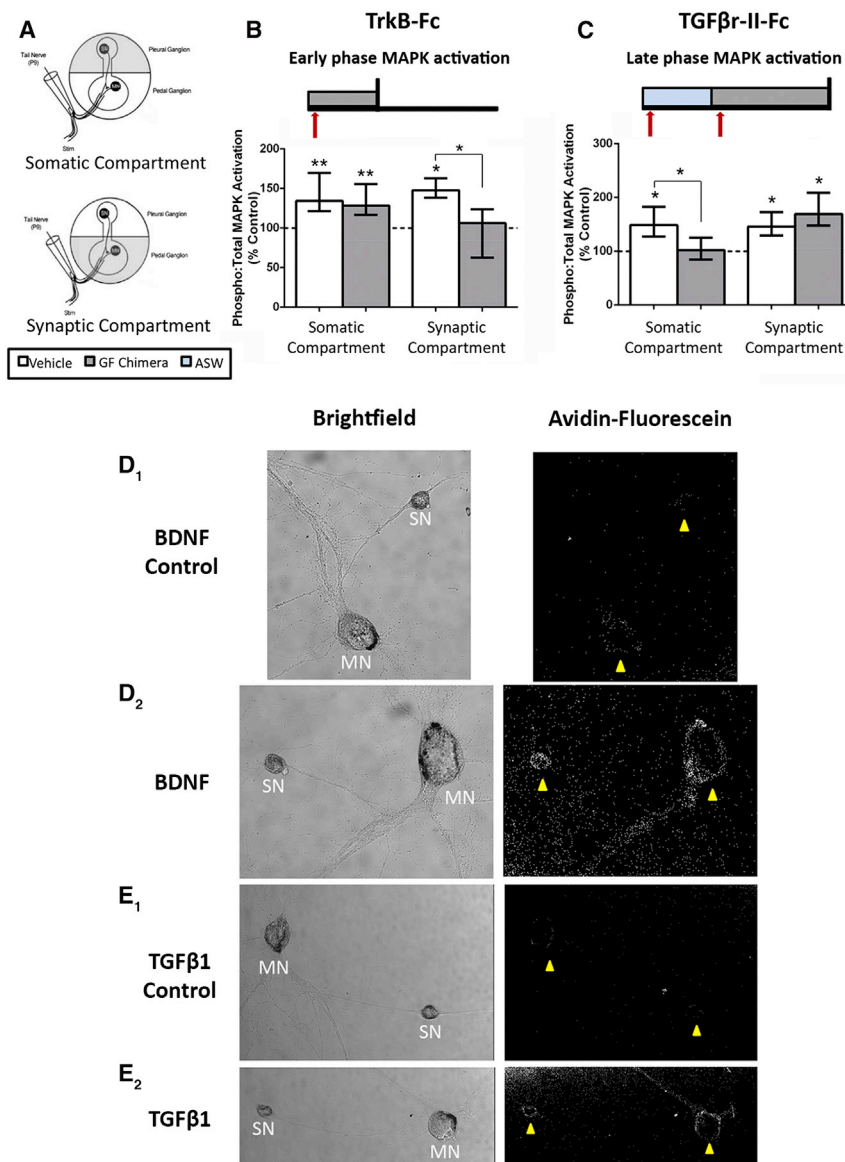 A
SN
Pleural Ganglion
Tail Nerve
(P9)
MN
Pedal Ganglion
Stim
Somatic Compartment
SN
Pleural Ganglion
Tail Nerve
(P9)
MN
Pedal Ganglion
Stim
Synaptic Compartment
Vehicle GF Chimera ASW
B
TrkB-Fc
Early phase MAPK activation
Phospho:Total MAPK Activation
(% Control)
200
150
100
50
0
** ** * *
Somatic Compartment
Synaptic Compartment
C
TGFβr-II-Fc
Late phase MAPK activation
Phospho:Total MAPK Activation
(% Control)
300
200
100
0
* * * *
Somatic Compartment
Synaptic Compartment
Brightfield Avidin-Fluorescein
D1
BDNF
Control
SN
MN
D2
BDNF
SN
MN
E1
TGFβ1
Control
MN
SN
E2
TGFβ1
SN
MN